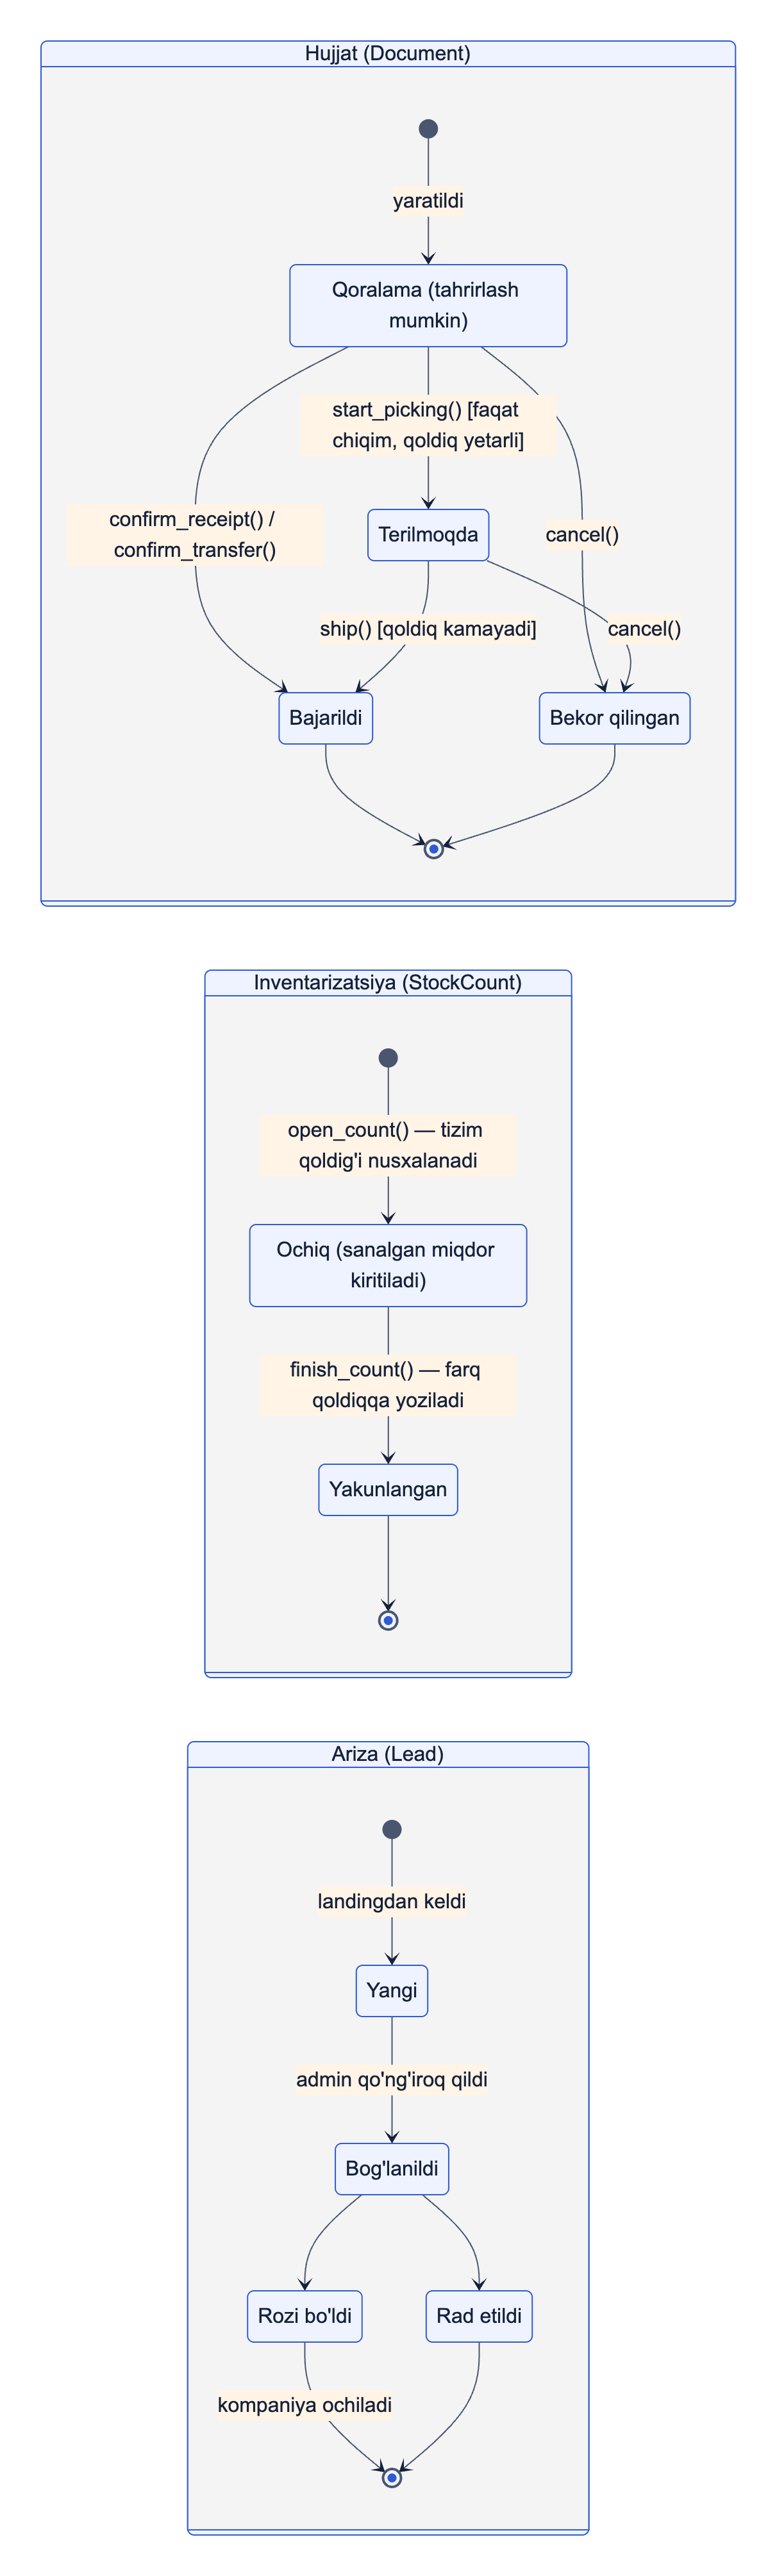 Hujjat (Document)
yaratildi
Qoralama (tahrirlash
mumkin)
start_picking() [faqat
chiqim, qoldiq yetarli]
confirm_receipt() /
confirm_transfer()
Terilmoqda
cancel()
ship() [qoldiq kamayadi]
cancel()
Bajarildi
Bekor qilingan
Inventarizatsiya (StockCount)
open_count() — tizim
qoldig'i nusxalanadi
Ochiq (sanalgan miqdor
kiritiladi)
finish_count() — farq
qoldiqqa yoziladi
Yakunlangan
Ariza (Lead)
landingdan keldi
Yangi
admin qo'ng'iroq qildi
Bog'lanildi
Rozi bo'ldi
Rad etildi
kompaniya ochiladi